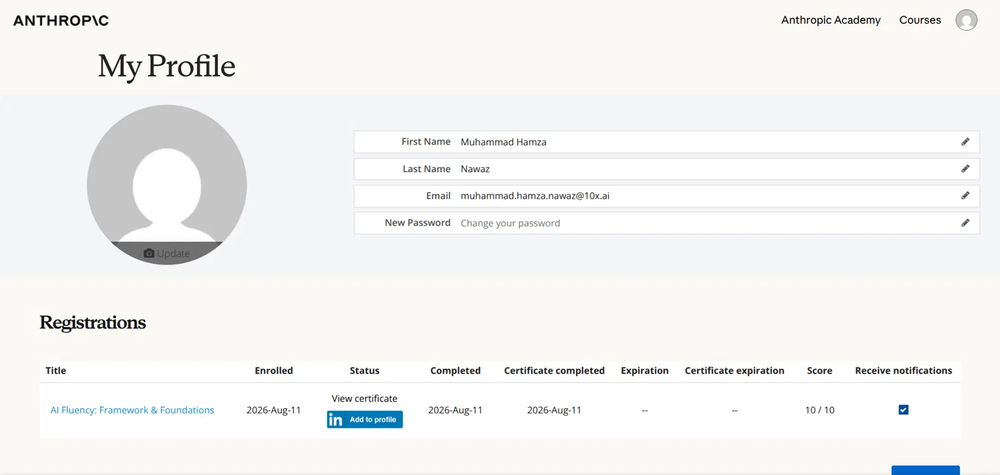 ANTHROP\C
Anthropic Academy Courses
My Profile
First Name Muhammad Hamza
Last Name Nawaz
Email muhammad.hamza.nawaz@10x.ai
New Password Change your password
Update
Registrations
Title Enrolled Status Completed Certificate completed Expiration Certificate expiration Score Receive notifications
View certificate
AI Fluency: Framework & Foundations 2026-Aug-11 2026-Aug-11 2026-Aug-11 -- -- 10 / 10
in Add to profile